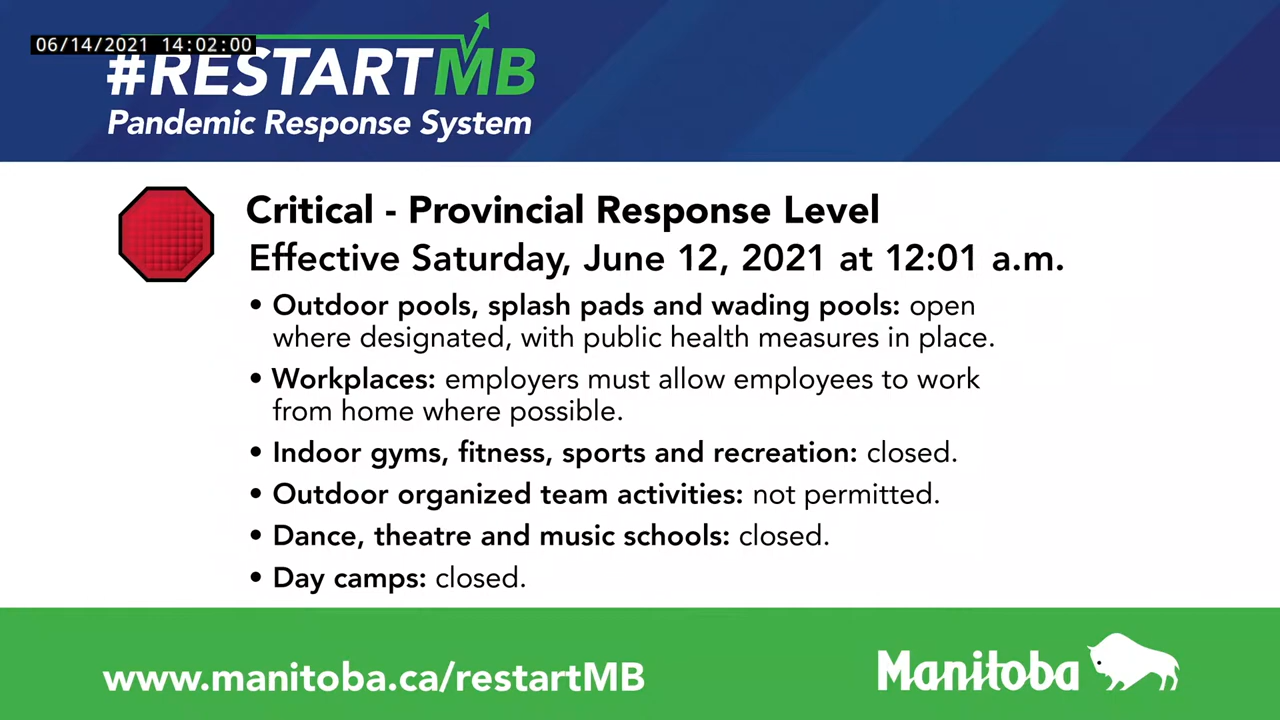 06/14/2021 14:02:00
#RESTARTMB
Pandemic Response System
Critical - Provincial Response Level
Effective Saturday, June 12, 2021 at 12:01 a.m.
• Outdoor pools, splash pads and wading pools: open
where designated, with public health measures in place.
• Workplaces: employers must allow employees to work
from home where possible.
• Indoor gyms, fitness, sports and recreation: closed.
• Outdoor organized team activities: not permitted.
• Dance, theatre and music schools: closed.
• Day camps: closed.
www.manitoba.ca/restartMB
Manitoba